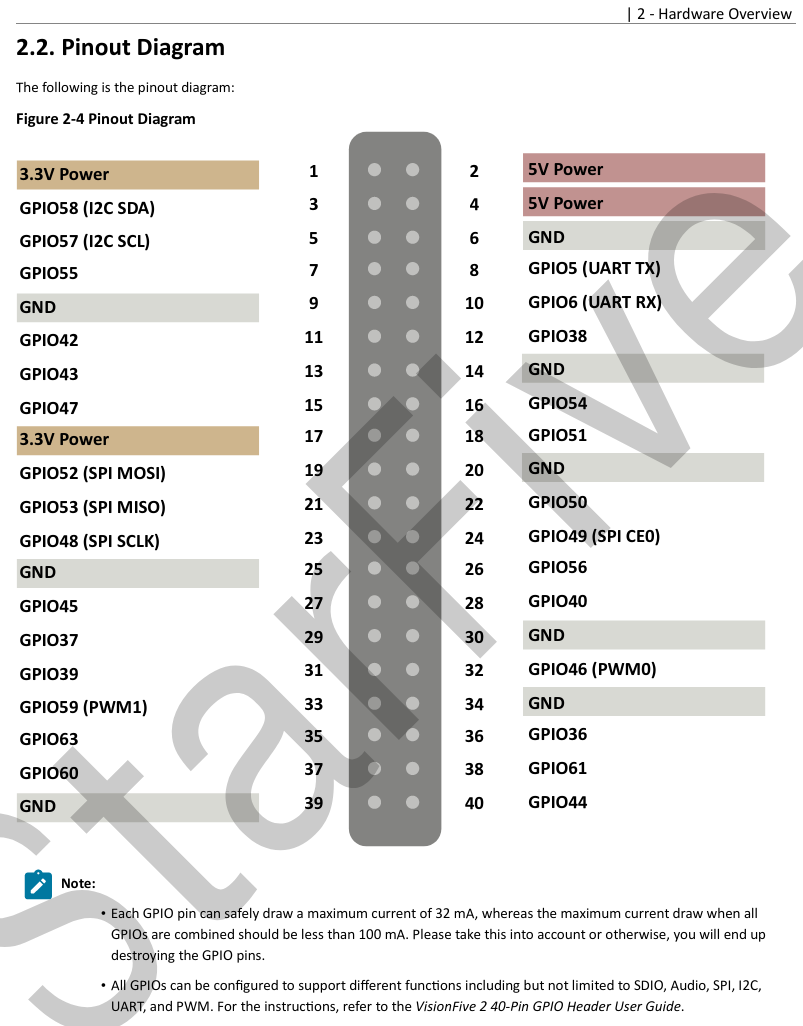 | 2 - Hardware Overview
2.2. Pinout Diagram
The following is the pinout diagram:
Figure 2-4 Pinout Diagram
3.3V Power 1 2 5V Power
GPIO58 (I2C SDA) 3 4 5V Power
GPIO57 (I2C SCL) 5 6 GND
GPIO55 7 8 GPIO5 (UART TX)
GND 9 10 GPIO6 (UART RX)
GPIO42 11 12 GPIO38
GPIO43 13 14 GND
GPIO47 15 16 GPIO54
3.3V Power 17 18 GPIO51
GPIO52 (SPI MOSI) 19 20 GND
GPIO53 (SPI MISO) 21 22 GPIO50
GPIO48 (SPI SCLK) 23 24 GPIO49 (SPI CE0)
GND 25 26 GPIO56
GPIO45 27 28 GPIO40
GPIO37 29 30 GND
GPIO39 31 32 GPIO46 (PWM0)
GPIO59 (PWM1) 33 34 GND
GPIO63 35 36 GPIO36
GPIO60 37 38 GPIO61
GND 39 40 GPIO44
StarFive
Note:
• Each GPIO pin can safely draw a maximum current of 32 mA, whereas the maximum current draw when all
GPIOs are combined should be less than 100 mA. Please take this into account or otherwise, you will end up
destroying the GPIO pins.
• All GPIOs can be configured to support different functions including but not limited to SDIO, Audio, SPI, I2C,
UART, and PWM. For the instructions, refer to the VisionFive 2 40-Pin GPIO Header User Guide.